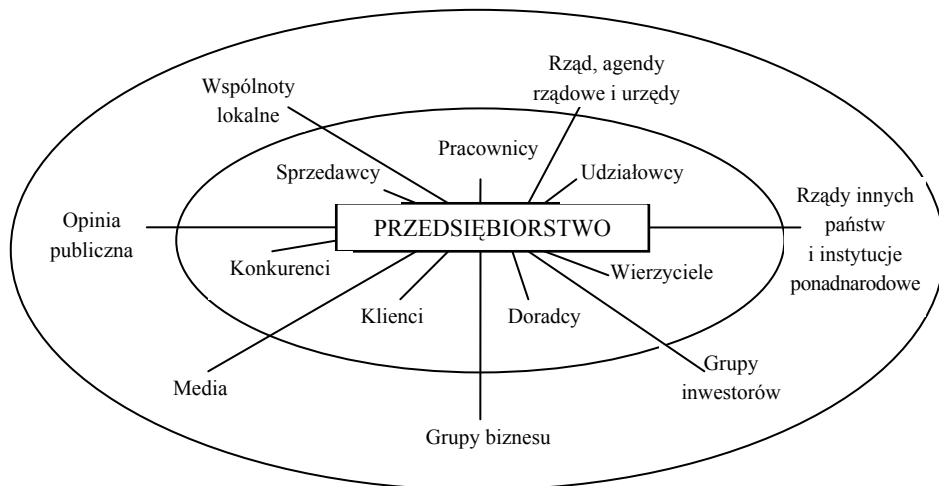 Rząd, agendy
rządowe i urzędy
Wspólnoty
lokalne
Pracownicy
Sprzedawcy
Udziałowcy
Opinia
publiczna
PRZEDSIĘBIORSTWO
Rządy innych
państw
i instytucje
ponadnarodowe
Konkurenci
Wierzyciele
Klienci
Doradcy
Media
Grupy
inwestorów
Grupy biznesu